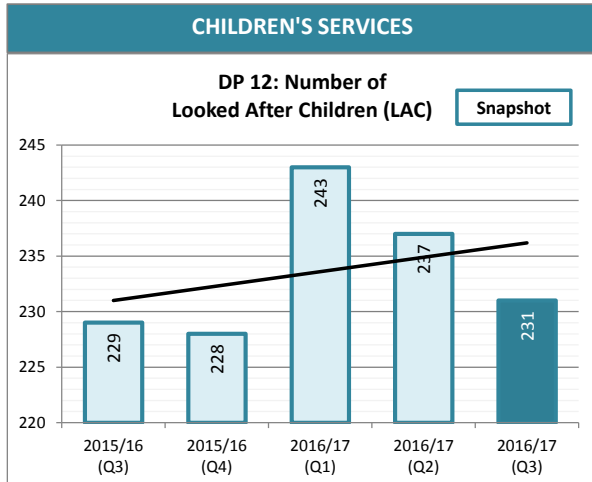 CHILDREN'S SERVICES
DP 12: Number of
Looked After Children (LAC)
Snapshot
245
240
235
230
225
220
229
228
243
237
231
2015/16
(Q3)
2015/16
(Q4)
2016/17
(Q1)
2016/17
(Q2)
2016/17
(Q3)